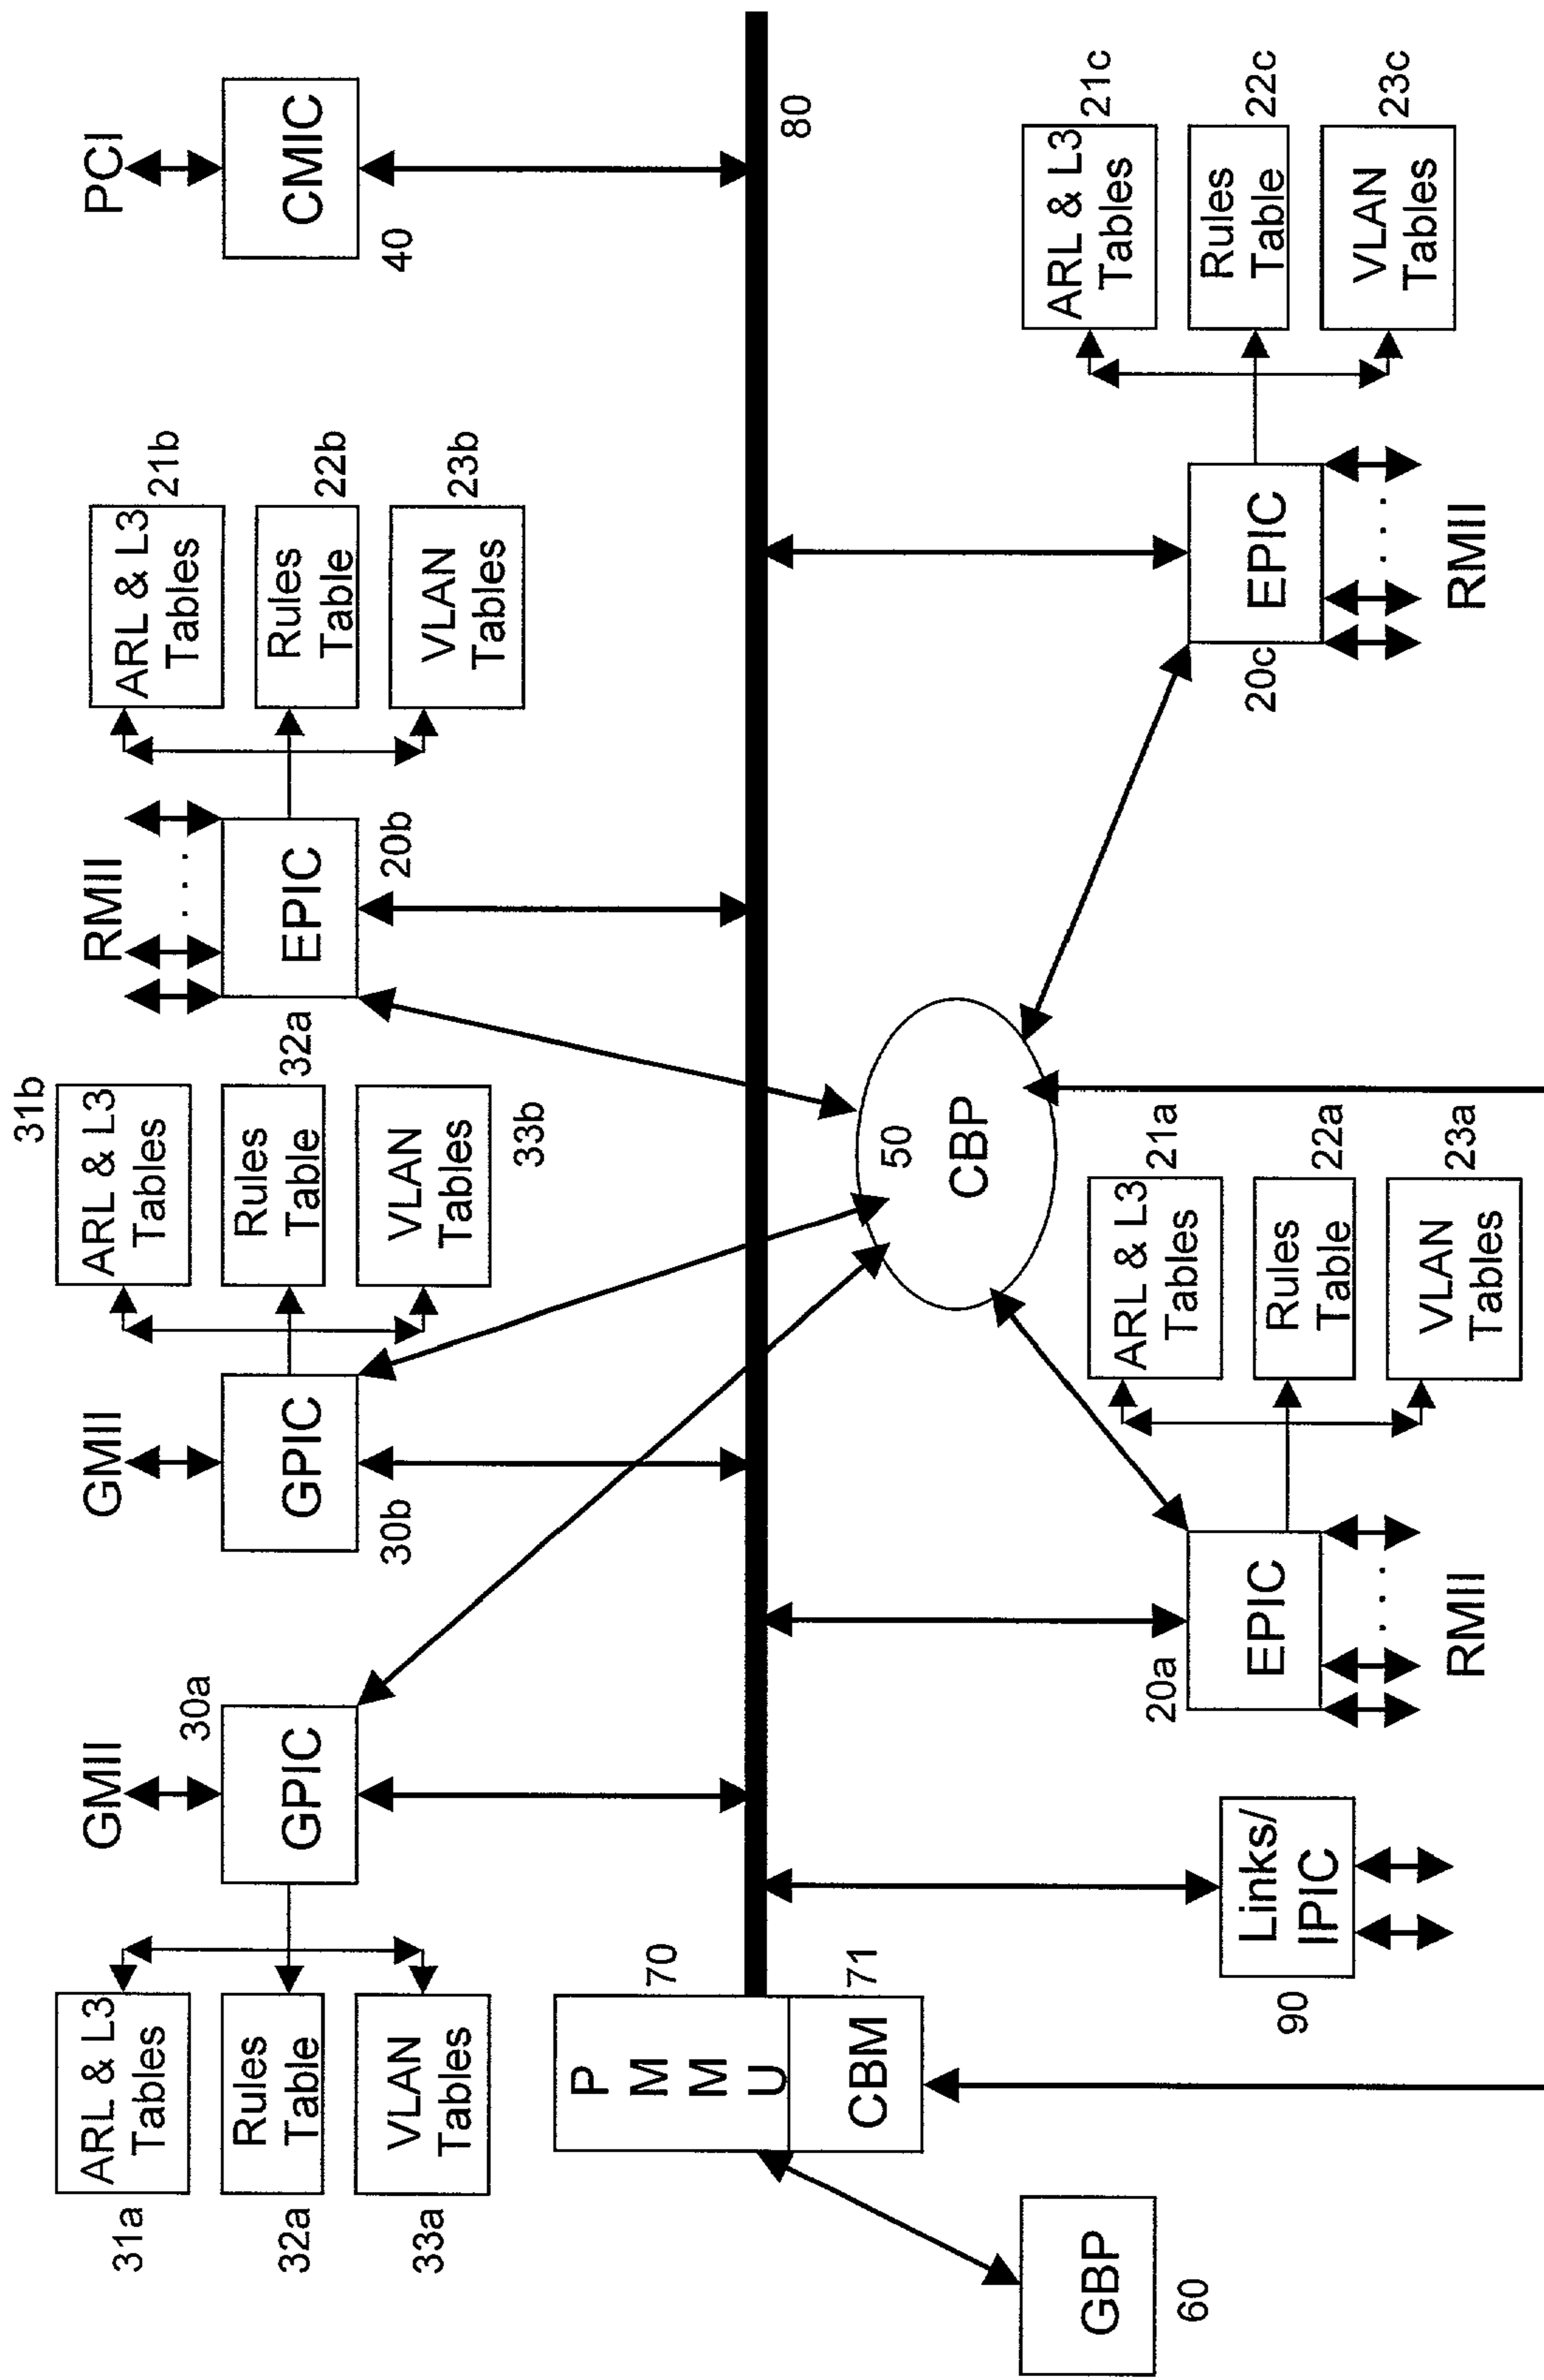 ARL & L3
Tables
31a
Rules
Table
32a
VLAN
Tables
33a
GMII
GPIC
30a
GMII
GPIC
30b
ARL & L3
Tables
31b
Rules
Table
32a
VLAN
Tables
33b
RMII
. . .
EPIC
20b
ARL & L3
Tables
21b
Rules
Table
22b
VLAN
Tables
23b
PCI
CMIC
40
P
M
M
U
70
CBM
71
80
GBP
60
Links/
IPIC
90
50
CBP
20a
EPIC
. . . .
RMII
ARL & L3
Tables
21a
Rules
Table
22a
VLAN
Tables
23a
20c
EPIC
. . . .
RMII
ARL & L3
Tables
21c
Rules
Table
22c
VLAN
Tables
23c